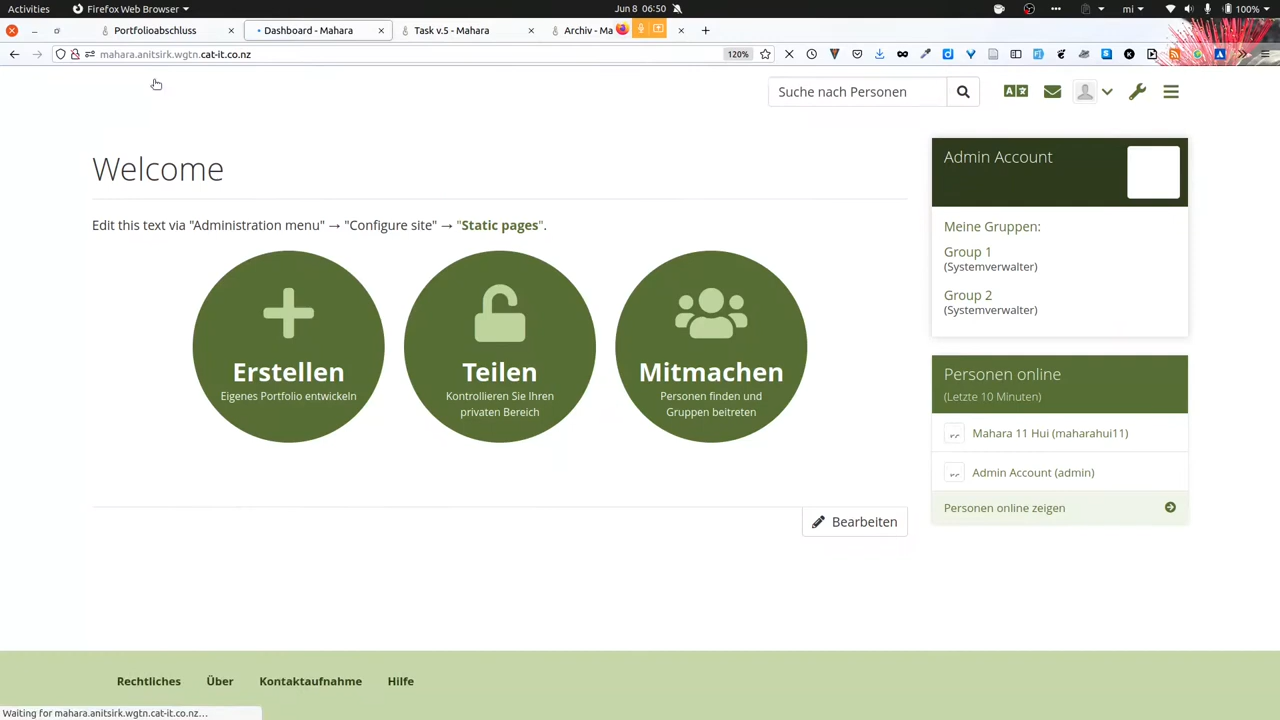 Activities
Firefox Web Browser
Jun 8 06:50
mi
100%
Portfolioabschluss
Dashboard - Mahara
Task v.5 - Mahara
Archiv - Ma
mahara.anitsirk.wgtn.cat-it.co.nz
120%
Suche nach Personen
Welcome
Edit this text via "Administration menu" → "Configure site" → "Static pages".
Erstellen
Eigenes Portfolio entwickeln
Teilen
Kontrollieren Sie Ihren
privaten Bereich
Mitmachen
Personen finden und
Gruppen beitreten
Bearbeiten
Admin Account
Meine Gruppen:
Group 1
(Systemverwalter)
Group 2
(Systemverwalter)
Personen online
(Letzte 10 Minuten)
Mahara 11 Hui (maharahui11)
Admin Account (admin)
Personen online zeigen
Rechtliches
Über
Kontaktaufnahme
Hilfe
Waiting for mahara.anitsirk.wgtn.cat-it.co.nz…